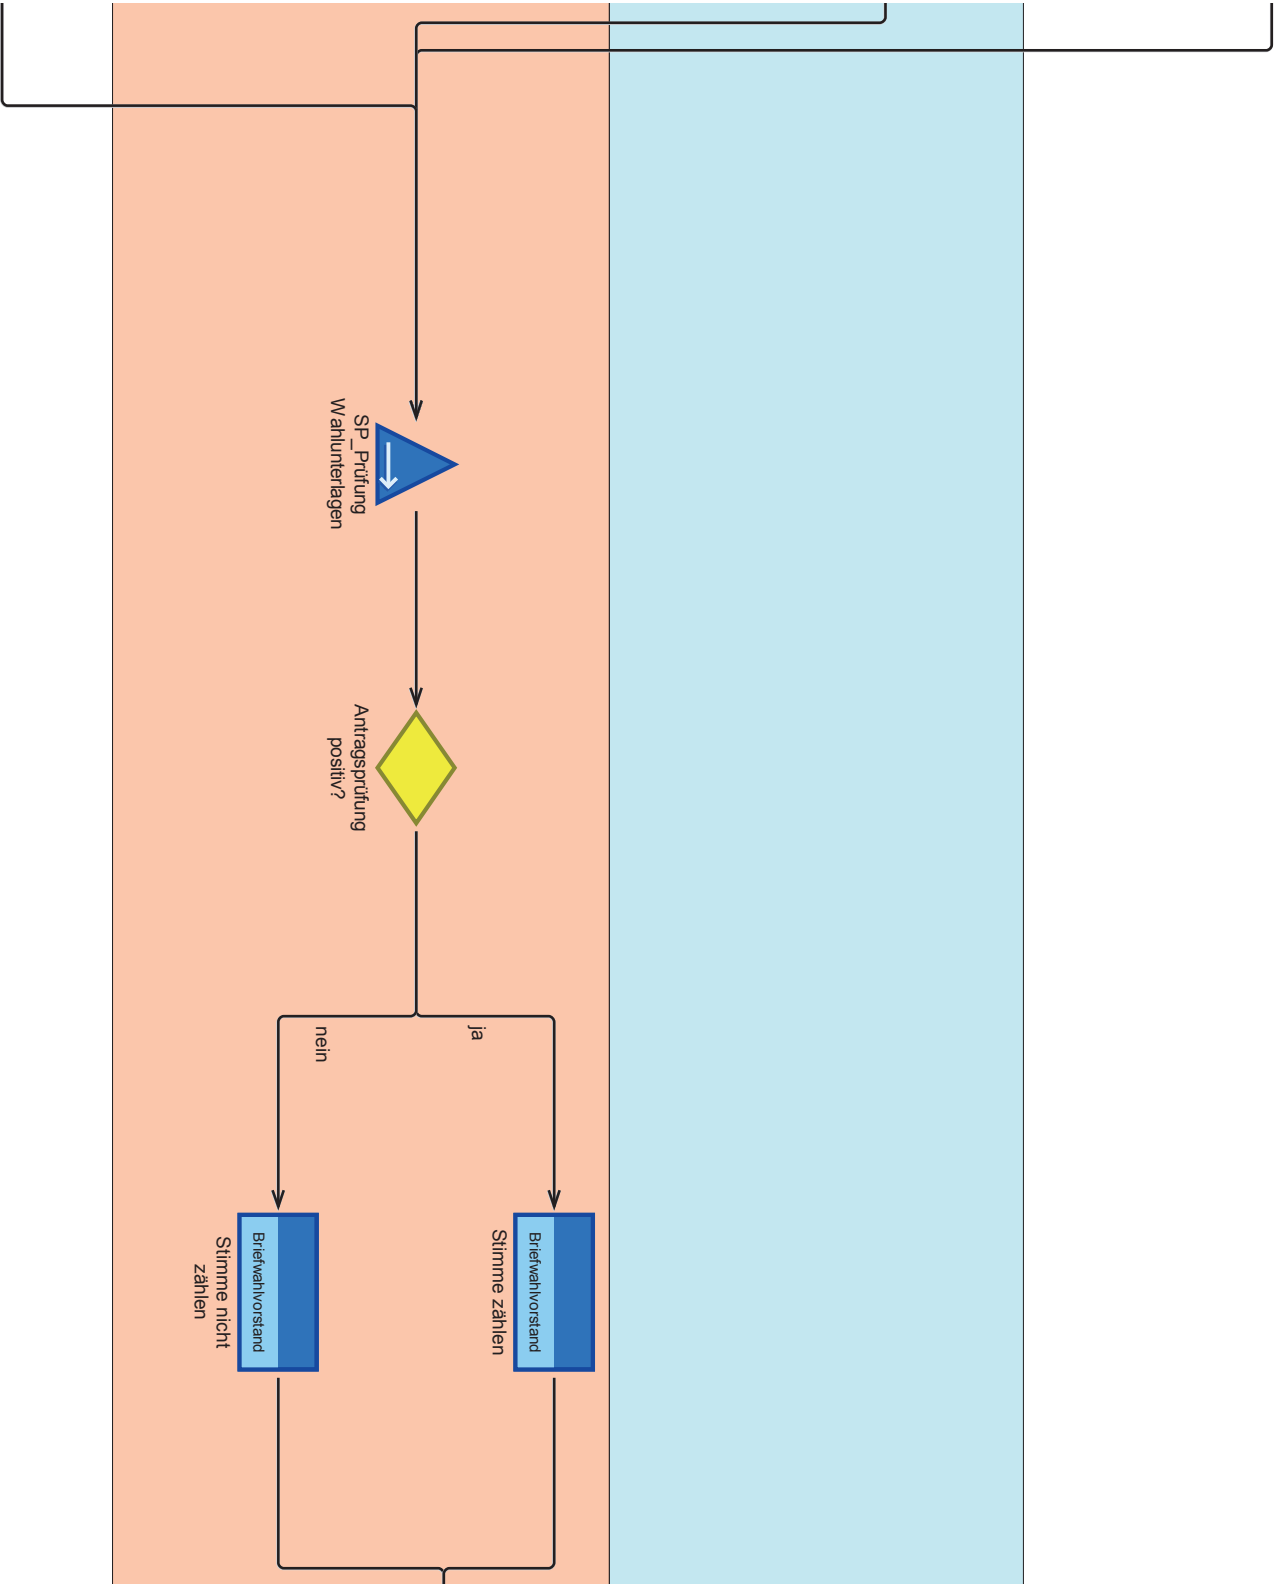 SP_Prüfung
Wahlunterlagen
Antragsprüfung
positiv?
ja
nein
Briefwahlvorstand
Stimme zählen
Briefwahlvorstand
Stimme nicht
zählen